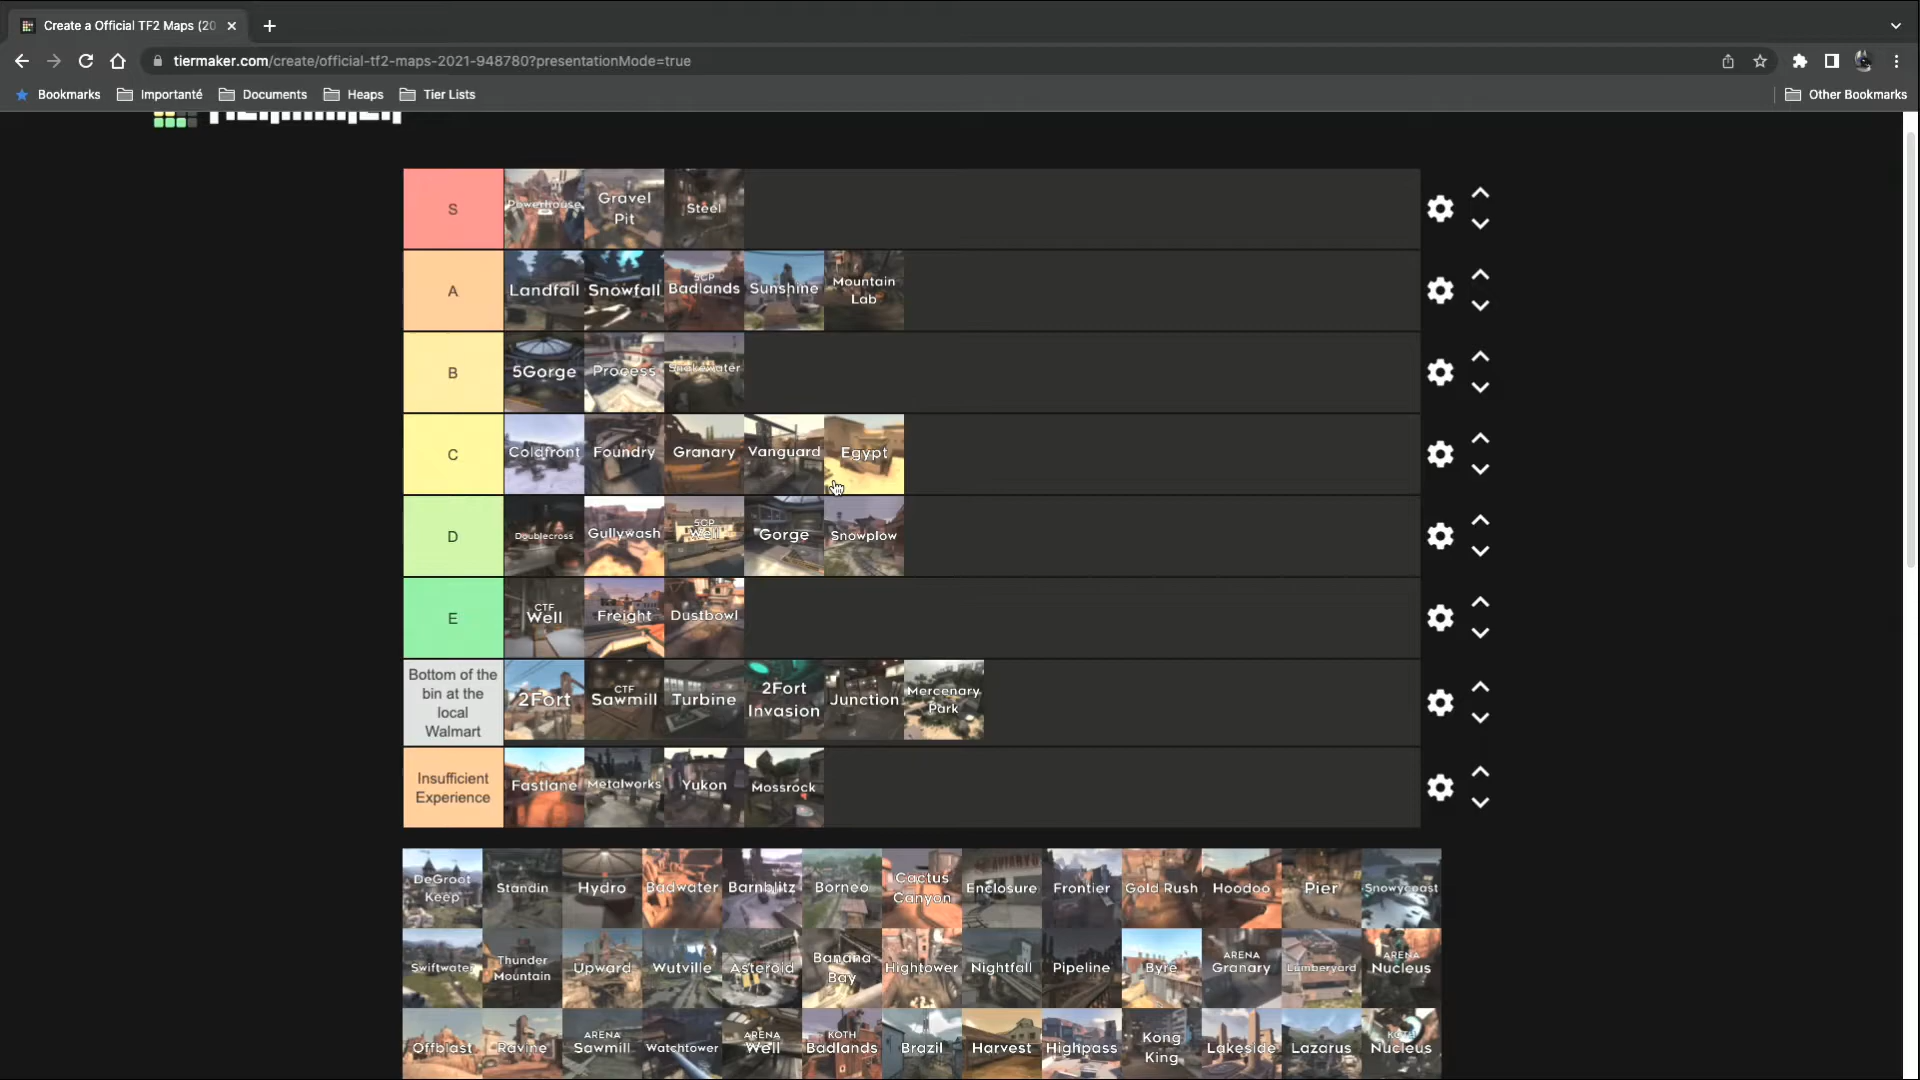 Create a Official TF2 Maps (20
tiermaker.com/create/official-tf2-maps-2021-948780?presentationMode=true
Bookmarks
Importanté
Documents
Heaps
Tier Lists
Other Bookmarks
S
Powerhouse
Gravel
Pit
Steel
A
Landfall
Snowfall
5CP
Badlands
Sunshine
Mountain
Lab
B
5Gorge
Process
Snakewater
C
Coldfront
Foundry
Granary
Vanguard
Egypt
D
Doublecross
Gullywash
5CP
Well
Gorge
Snowplow
E
CTF
Well
Freight
Dustbowl
Bottom of the
bin at the
local
Walmart
2Fort
CTF
Sawmill
Turbine
2Fort
Invasion
Junction
Mercenary
Park
Insufficient
Experience
Fastlane
Metalworks
Yukon
Mossrock
DeGroot
Keep
Standin
Hydro
Badwater
Barnblitz
Borneo
Cactus
Canyon
Enclosure
Frontier
Gold Rush
Hoodoo
Pier
Snowycoast
Swiftwater
Thunder
Mountain
Upward
Wutville
Asteroid
Banana
Bay
Hightower
Nightfall
Pipeline
Byre
ARENA
Granary
Lumberyard
ARENA
Nucleus
Offblast
Ravine
ARENA
Sawmill
Watchtower
ARENA
Well
KOTH
Badlands
Brazil
Harvest
Highpass
Kong
King
Lakeside
Lazarus
KOTH
Nucleus